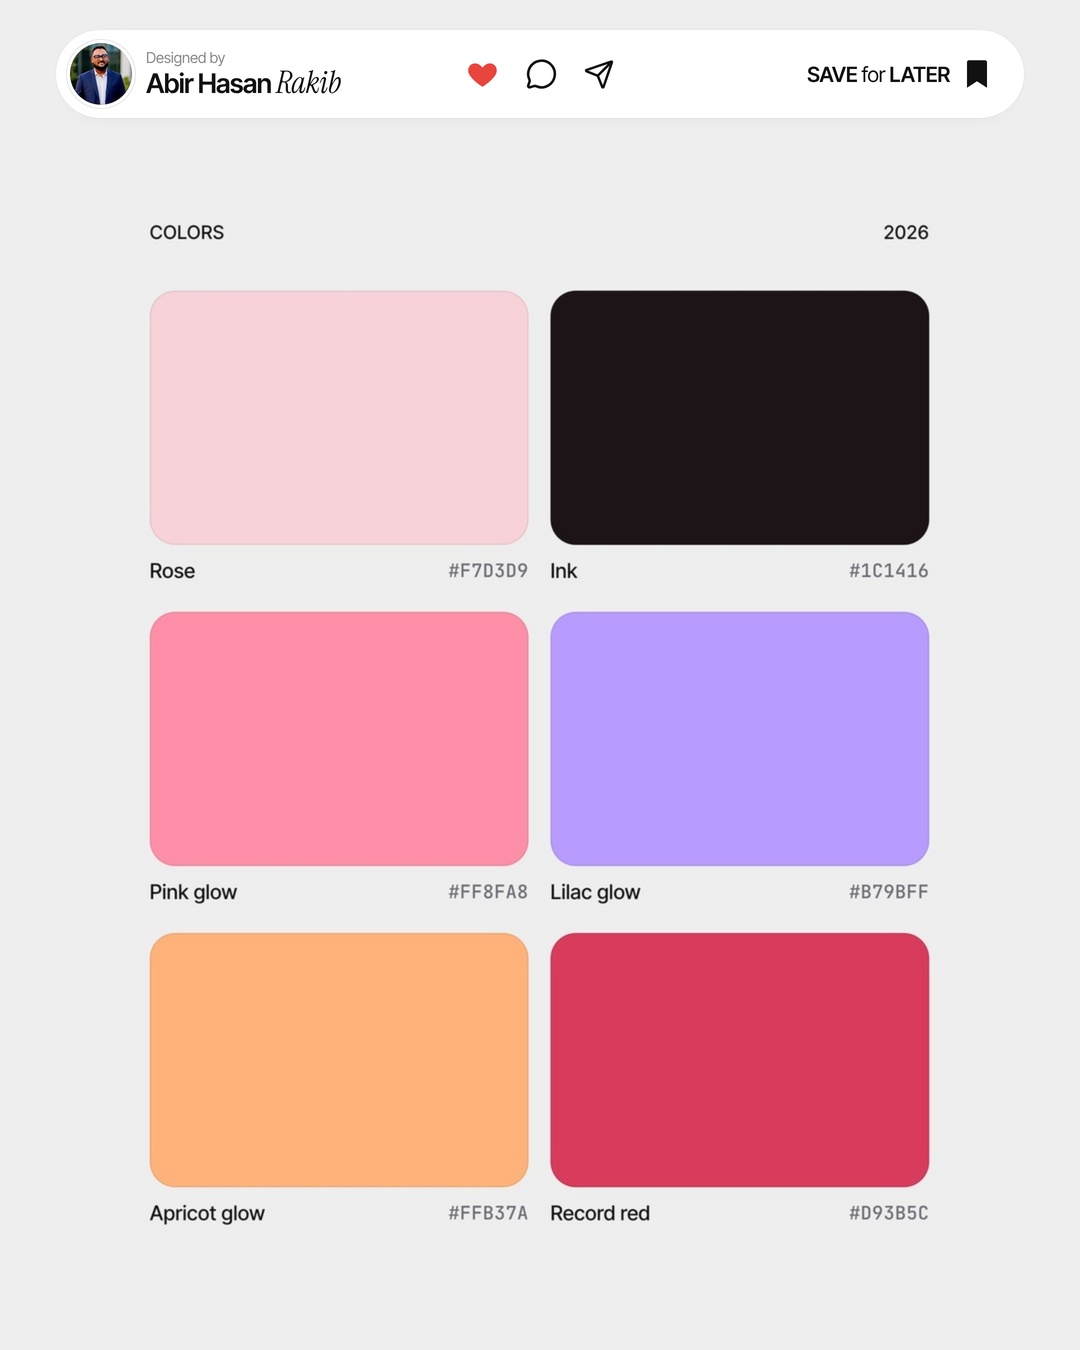 Designed by
Abir Hasan Rakib
SAVE for LATER
COLORS
2026
Rose
#F7D3D9
Ink
#1C1416
Pink glow
#FF8FA8
Lilac glow
#B79BFF
Apricot glow
#FFB37A
Record red
#D93B5C